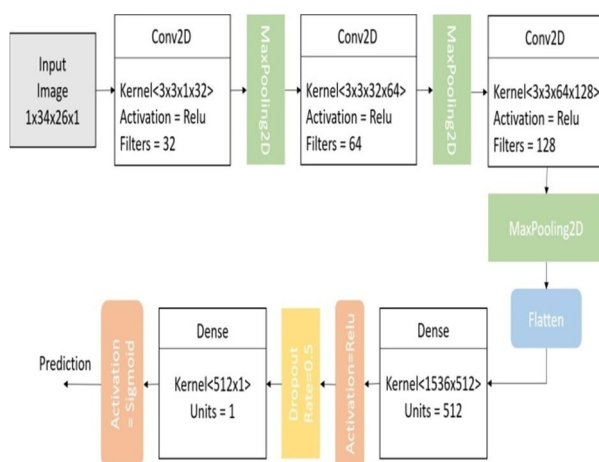 Input
Image
1x34x26x1
Conv2D
Kernel<3x3x1x32>
Activation = Relu
Filters = 32
MaxPooling2D
Conv2D
Kernel<3x3x32x64>
Activation = Relu
Filters = 64
MaxPooling2D
Conv2D
Kernel<3x3x64x128>
Activation = Relu
Filters = 128
MaxPooling2D
Flatten
Dense
Kernel<1536x512>
Units = 512
Activation=Relu
Dropout
Rate=0.5
Dense
Kernel<512x1>
Units = 1
Activation
= Sigmoid
Prediction